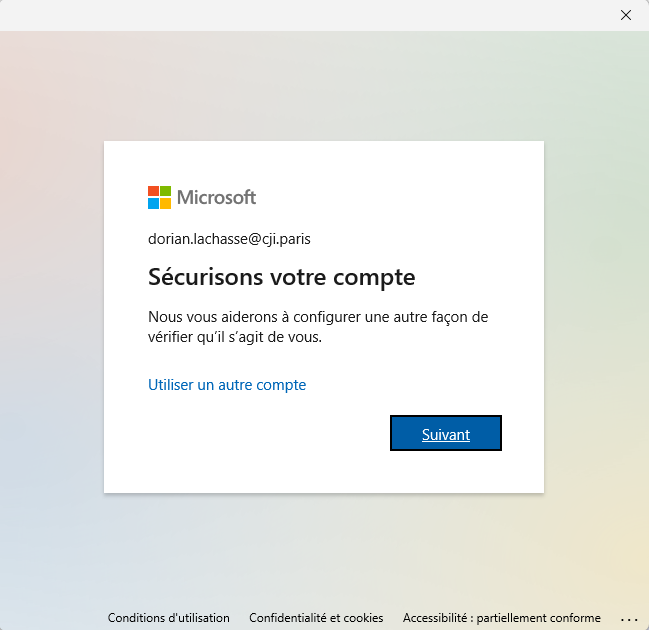 Microsoft
dorian.lachasse@cji.paris
Sécurisons votre compte
Nous vous aiderons à configurer une autre façon de
vérifier qu’il s’agit de vous.
Utiliser un autre compte
Suivant
Conditions d'utilisation Confidentialité et cookies Accessibilité : partiellement conforme ...